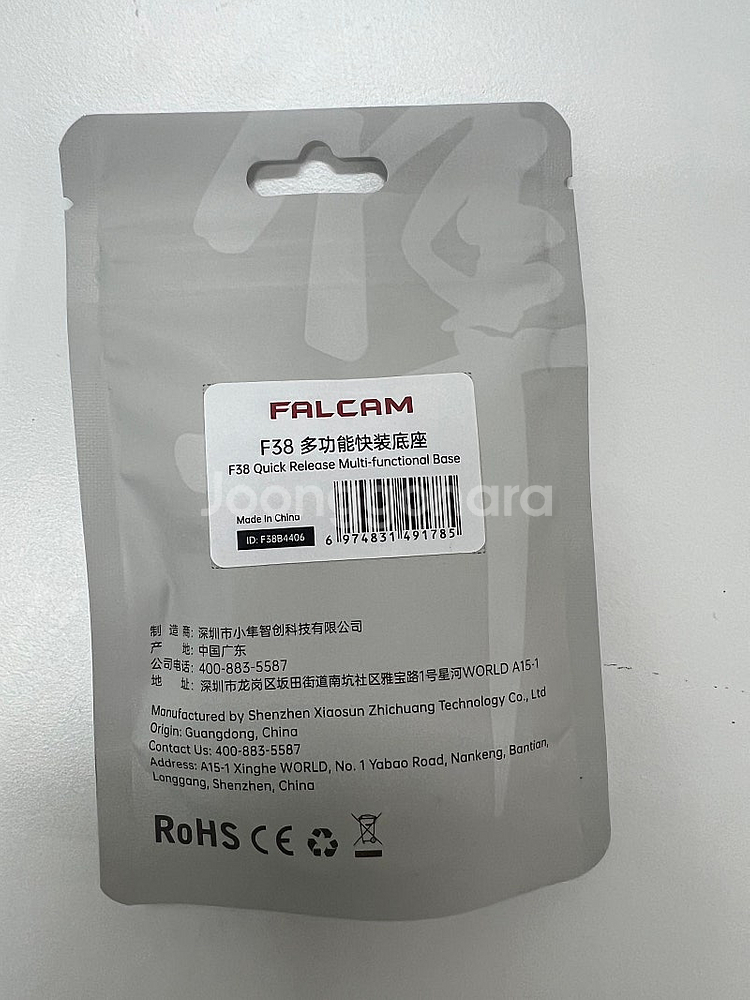 FALCAM
F38 多功能快装底座
F38 Quick Release Multi-functional Base
Joonggonara
Made In China
ID: F38B4406
6 974831 491785
制 造 商: 深圳市小隼智创科技有限公司
产 地: 中国广东
公司电话: 400-883-5587
地 址: 深圳市龙岗区坂田街道南坑社区雅宝路1号星河WORLD A15-1
Manufactured by Shenzhen Xiaosun Zhichuang Technology Co., Ltd
Origin: Guangdong, China
Contact Us: 400-883-5587
Address: A15-1 Xinghe WORLD, No. 1 Yabao Road, Nankeng, Bantian,
Longgang, Shenzhen, China
RoHS CE